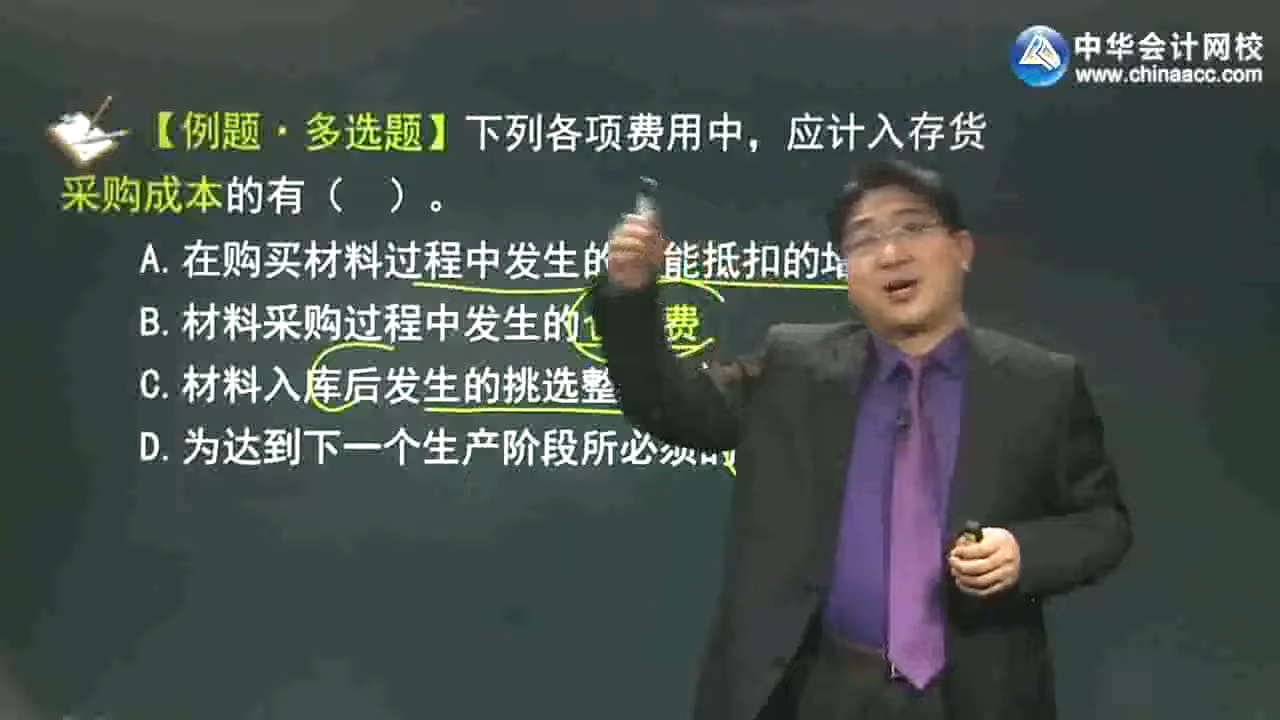 中华会计网校
www.chinaacc.com
【例题·多选题】下列各项费用中，应计入存货
采购成本的有（ ）。
A. 在购买材料过程中发生的 能抵扣的
B. 材料采购过程中发生的 费
C. 材料入库后发生的挑选整
D. 为达到下一个生产阶段所必须的